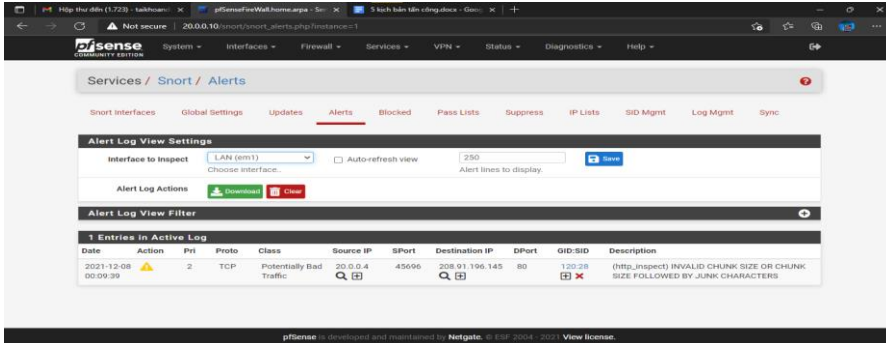 Hộp thư đến (1.723) - taikhoan
pfSenseFireWall.home.arpa - Se
5 kịch bản tấn công.docx - Goo
Not secure | 20.0.0.10/snort/snort_alerts.php?instance=1
pfsense
COMMUNITY EDITION
System
Interfaces
Firewall
Services
VPN
Status
Diagnostics
Help
Services / Snort / Alerts
Snort Interfaces
Global Settings
Updates
Alerts
Blocked
Pass Lists
Suppress
IP Lists
SID Mgmt
Log Mgmt
Sync
Alert Log View Settings
Interface to Inspect LAN (em1) Auto-refresh view 250 Save
Choose interface.. Alert lines to display.
Alert Log Actions Download Clear
Alert Log View Filter
1 Entries in Active Log
Date Action Pri Proto Class Source IP SPort Destination IP DPort GID:SID Description
2021-12-08 2 TCP Potentially Bad 20.0.0.4 45696 208.91.196.145 80 120:28 (http_inspect) INVALID CHUNK SIZE OR CHUNK
00:09:39 Traffic SIZE FOLLOWED BY JUNK CHARACTERS
pfSense is developed and maintained by Netgate. © ESF 2004 - 2021 View license.